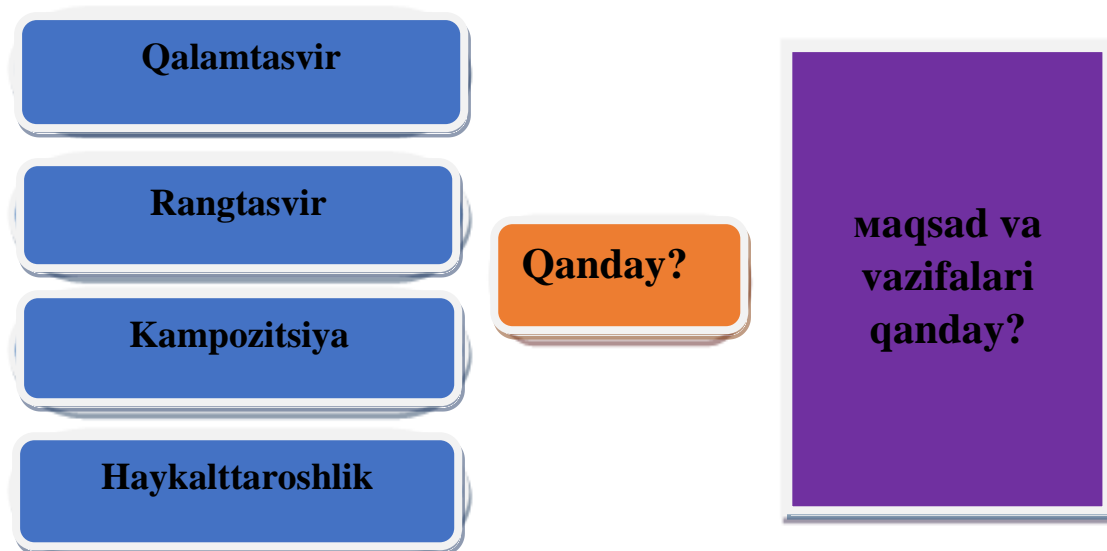 Qalamtasvir
Rangtasvir
Kampozitsiya
Haykalttaroshlik
Qanday?
мaqsad va
vazifalari
qanday?